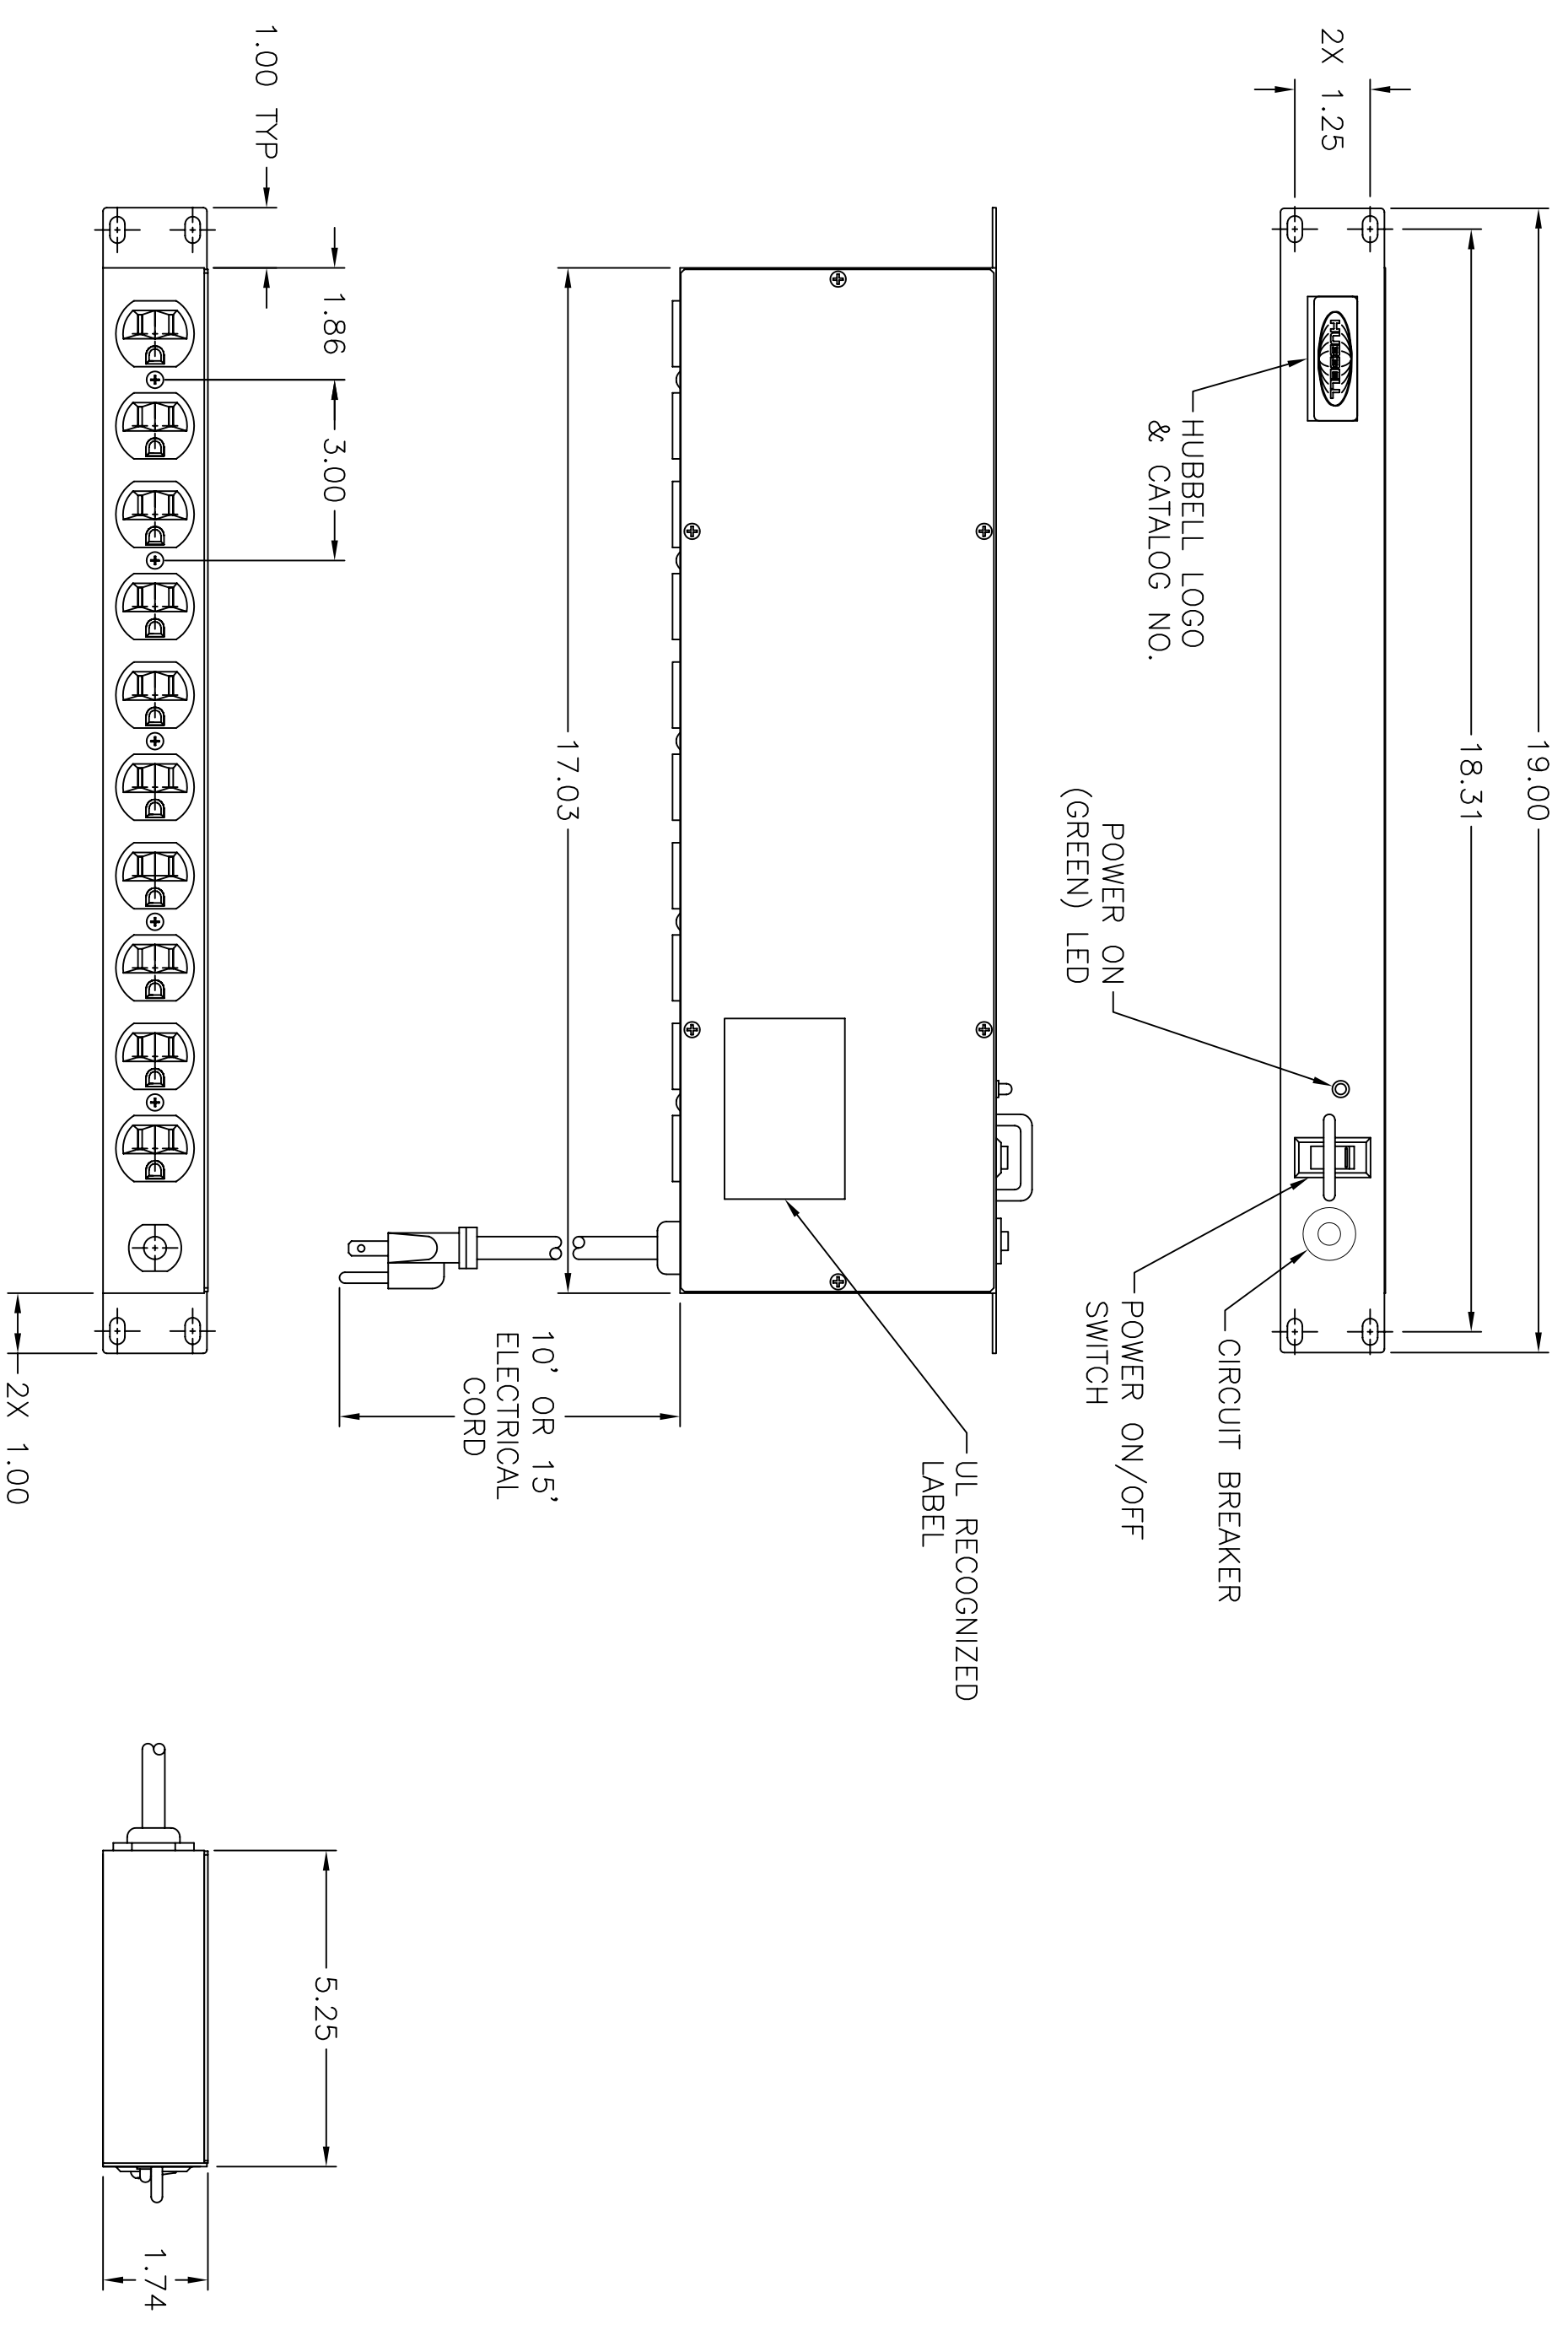 19.00
18.31
2X 1.25
HUBBELL
HUBBELL LOGO
& CATALOG NO.
POWER ON
(GREEN) LED
CIRCUIT BREAKER
POWER ON/OFF
SWITCH
UL RECOGNIZED
LABEL
17.03
10' OR 15'
ELECTRICAL
CORD
1.00 TYP
1.86
3.00
2X 1.00
5.25
1.74